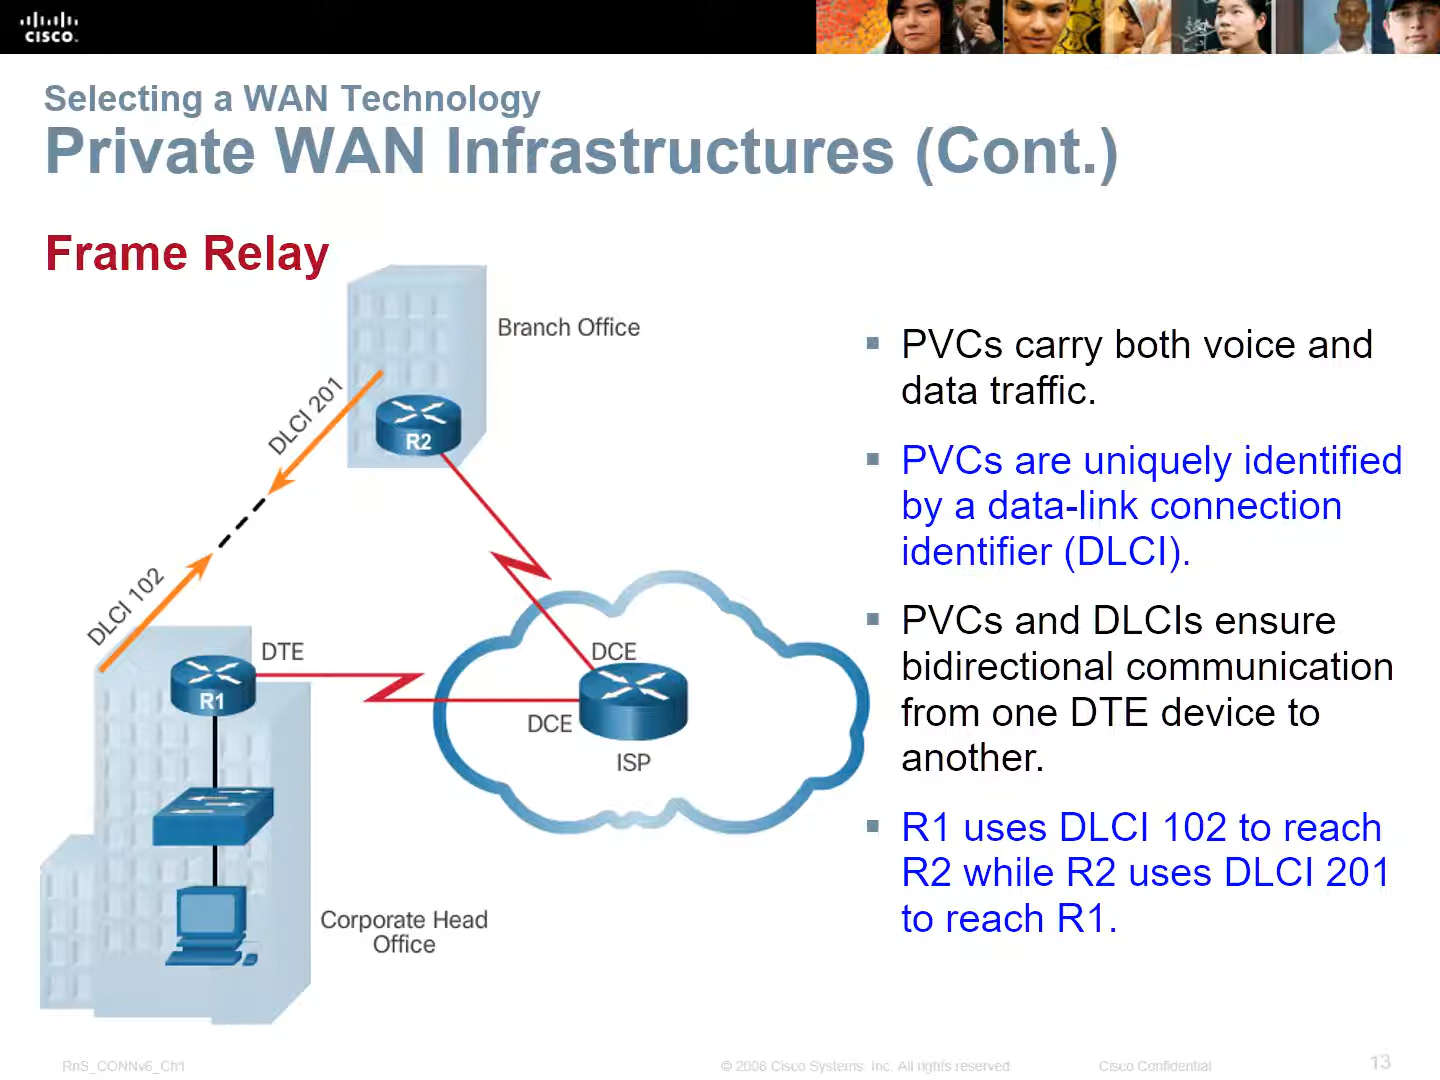 CISCO.
Selecting a WAN Technology
Private WAN Infrastructures (Cont.)
Frame Relay
Branch Office
DLCI 201
R2
DLCI 102
DTE
R1
DCE
DCE
ISP
Corporate Head
Office
PVCs carry both voice and
data traffic.
PVCs are uniquely identified
by a data-link connection
identifier (DLCI).
PVCs and DLCIs ensure
bidirectional communication
from one DTE device to
another.
R1 uses DLCI 102 to reach
R2 while R2 uses DLCI 201
to reach R1.
RnS_CONNv6_Ch1
© 2008 Cisco Systems, Inc. All rights reserved
Cisco Confidential
13